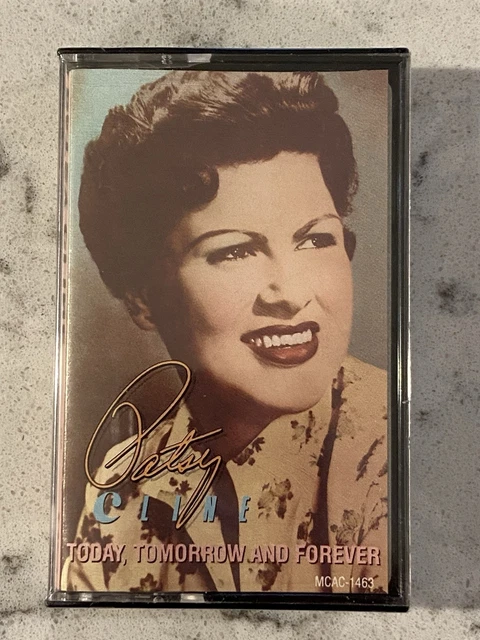 Patsy
CLINE
TODAY, TOMORROW AND FOREVER
MCAC-1463